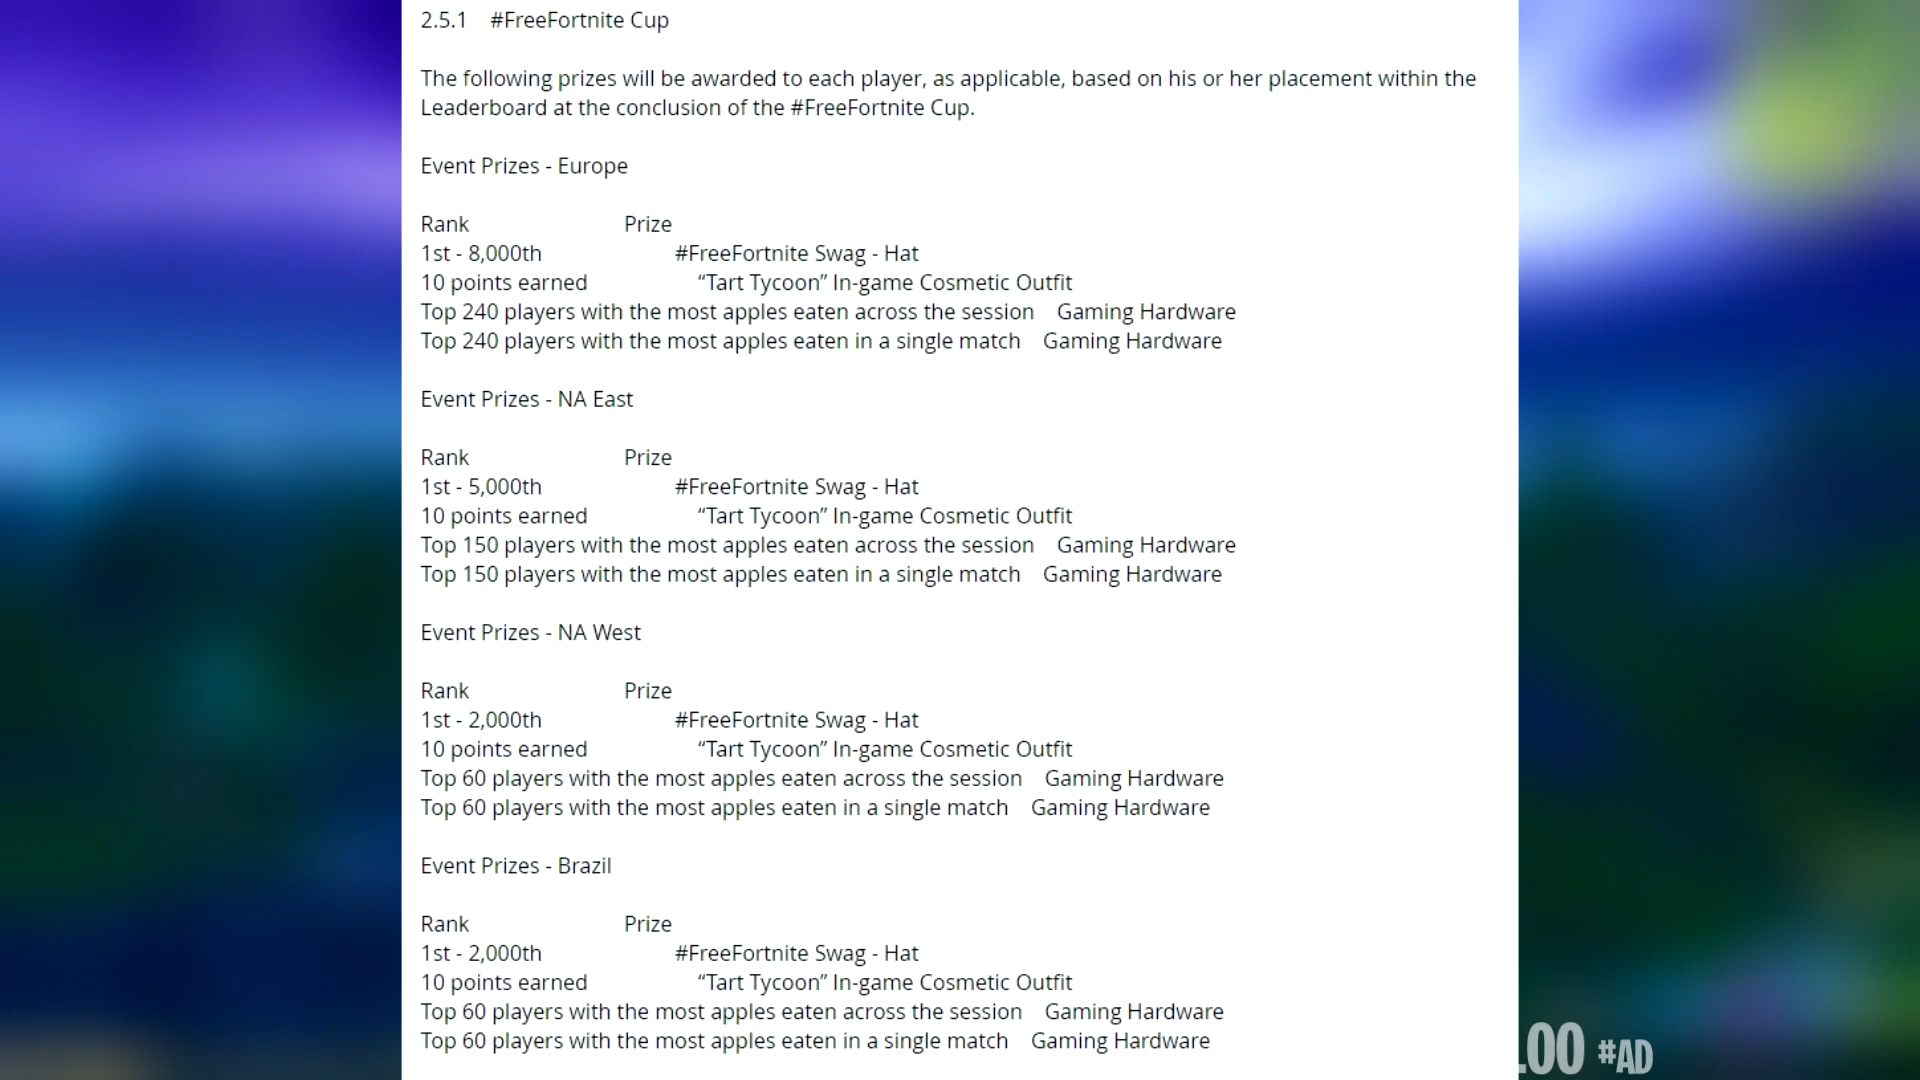 2.5.1 #FreeFortnite Cup
The following prizes will be awarded to each player, as applicable, based on his or her placement within the
Leaderboard at the conclusion of the #FreeFortnite Cup.
Event Prizes - Europe
Rank Prize
1st - 8,000th #FreeFortnite Swag - Hat
10 points earned “Tart Tycoon” In-game Cosmetic Outfit
Top 240 players with the most apples eaten across the session Gaming Hardware
Top 240 players with the most apples eaten in a single match Gaming Hardware
Event Prizes - NA East
Rank Prize
1st - 5,000th #FreeFortnite Swag - Hat
10 points earned “Tart Tycoon” In-game Cosmetic Outfit
Top 150 players with the most apples eaten across the session Gaming Hardware
Top 150 players with the most apples eaten in a single match Gaming Hardware
Event Prizes - NA West
Rank Prize
1st - 2,000th #FreeFortnite Swag - Hat
10 points earned “Tart Tycoon” In-game Cosmetic Outfit
Top 60 players with the most apples eaten across the session Gaming Hardware
Top 60 players with the most apples eaten in a single match Gaming Hardware
Event Prizes - Brazil
Rank Prize
1st - 2,000th #FreeFortnite Swag - Hat
10 points earned “Tart Tycoon” In-game Cosmetic Outfit
Top 60 players with the most apples eaten across the session Gaming Hardware
Top 60 players with the most apples eaten in a single match Gaming Hardware
.00 #AD